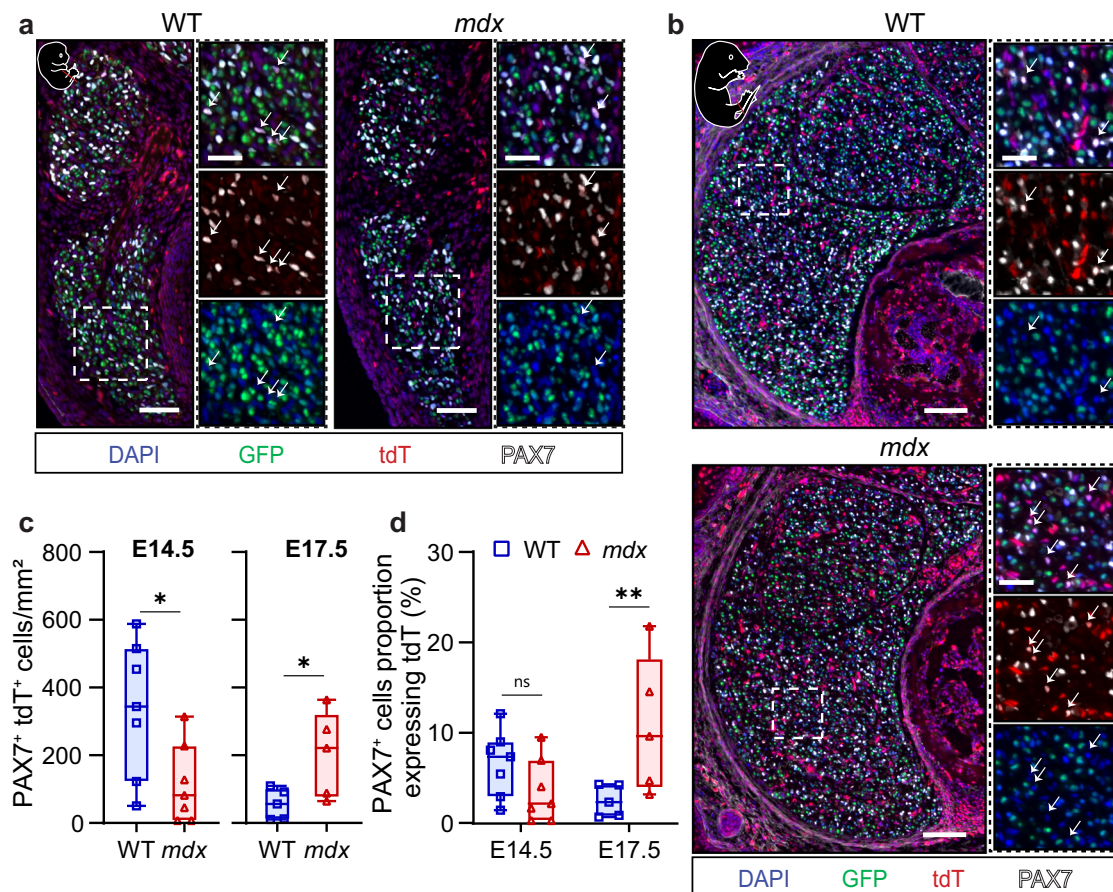 a
WT
mdx
DAPI GFP tdT PAX7
b
WT
mdx
DAPI GFP tdT PAX7
c
E14.5 E17.5
PAX7⁺ tdT⁺ cells/mm²
800
600
400
200
0
*
*
WT mdx WT mdx
d
WT mdx
PAX7⁺ cells proportion
expressing tdT (%)
30
20
10
0
ns
**
E14.5 E17.5